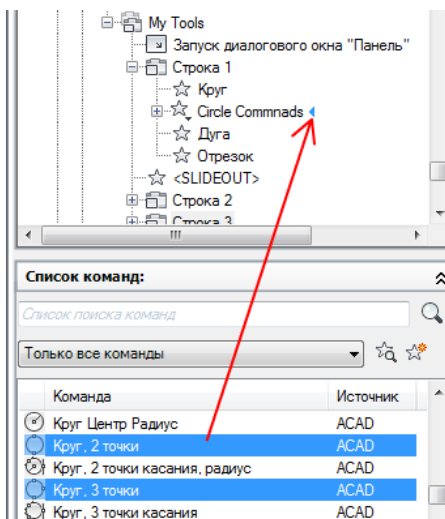 My Tools
Запуск диалогового окна "Панель"
Строка 1
Круг
Circle Commnads
Дуга
Отрезок
<SLIDEOUT>
Строка 2
Строка 3
Список команд:
Список поиска команд
Только все команды
Команда Источник
Круг Центр Радиус ACAD
Круг, 2 точки ACAD
Круг, 2 точки касания, радиус ACAD
Круг, 3 точки ACAD
Круг, 3 точки касания ACAD